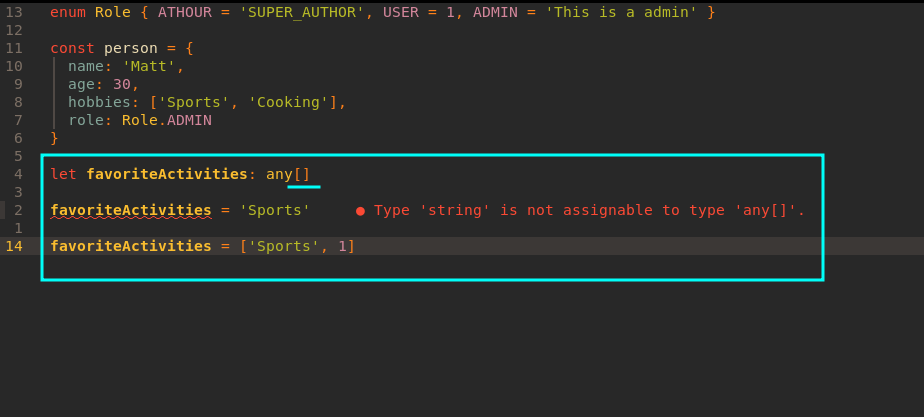 13 enum Role { ATHOUR = 'SUPER_AUTHOR', USER = 1, ADMIN = 'This is a admin' }
12
11 const person = {
10 name: 'Matt',
9 age: 30,
8 hobbies: ['Sports', 'Cooking'],
7 role: Role.ADMIN
6 }
5
4 let favoriteActivities: any[]
3
2 favoriteActivities = 'Sports' ● Type 'string' is not assignable to type 'any[]'.
1
14 favoriteActivities = ['Sports', 1]